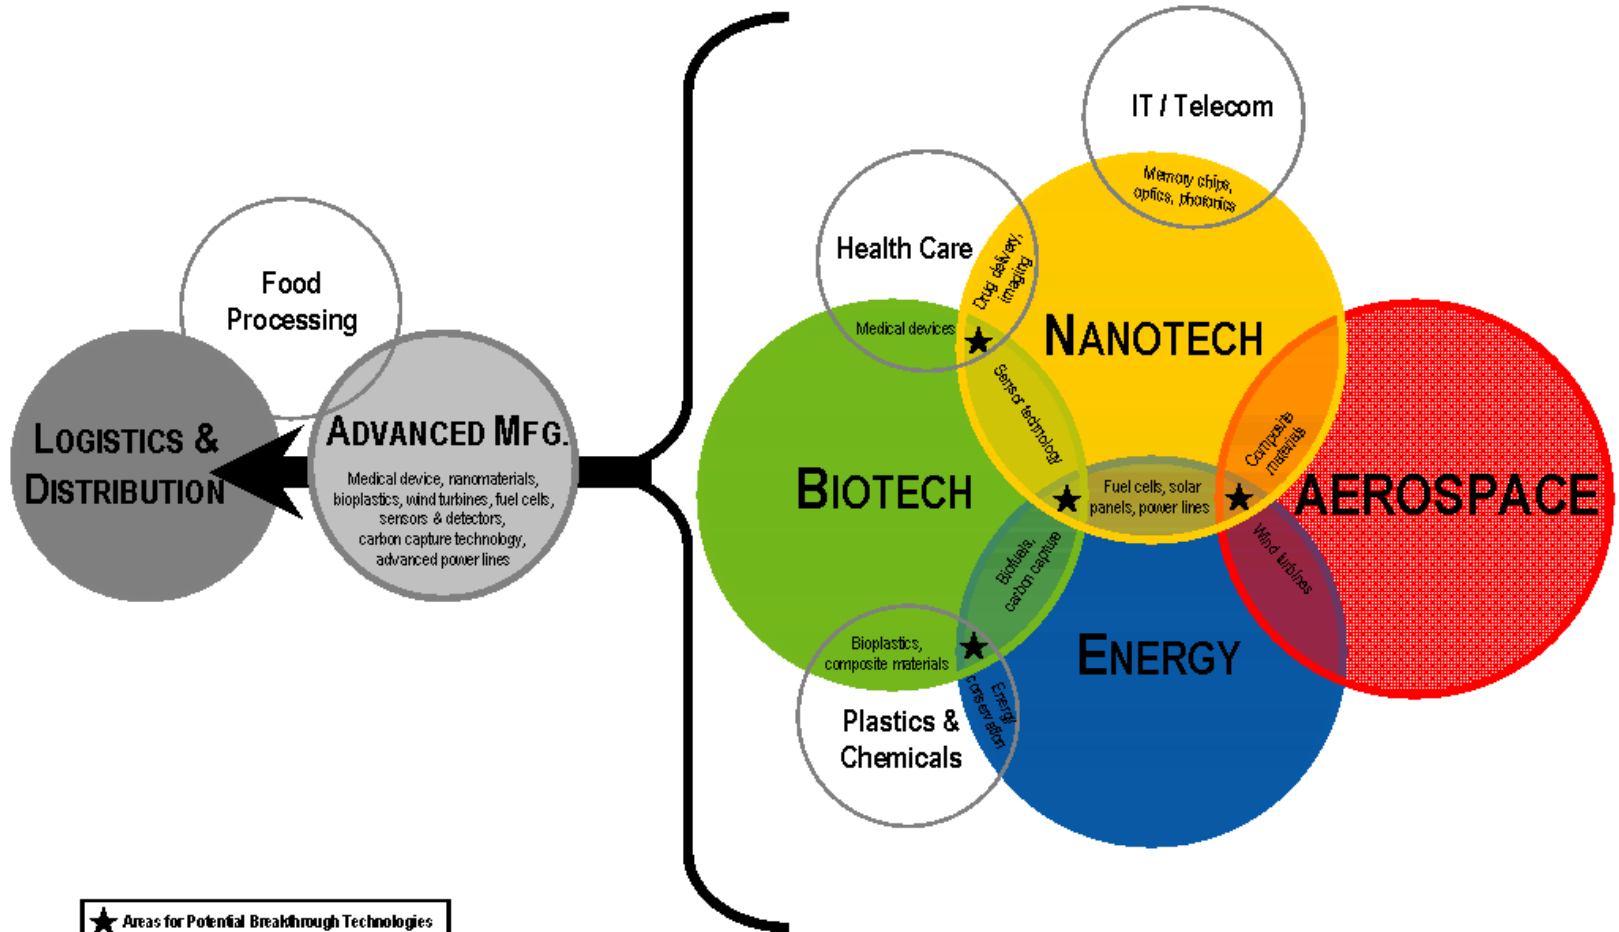 IT / Telecom
Memory chips,
optics, photonics
Health Care
Drug delivery,
imaging
Medical devices
NANOTECH
Sensor technology
Food
Processing
LOGISTICS &
DISTRIBUTION
ADVANCED MFG.
Medical device, nanomaterials,
bioplastics, wind turbines, fuel cells,
sensors & detectors,
carbon capture technology,
advanced power lines
BIOTECH
Fuel cells, solar
panels, power lines
Composite
materials
AEROSPACE
Wind turbines
Biofuels,
carbon capture
ENERGY
Bioplastics,
composite materials
Energy
conservation
Plastics &
Chemicals
Areas for Potential Breakthrough Technologies